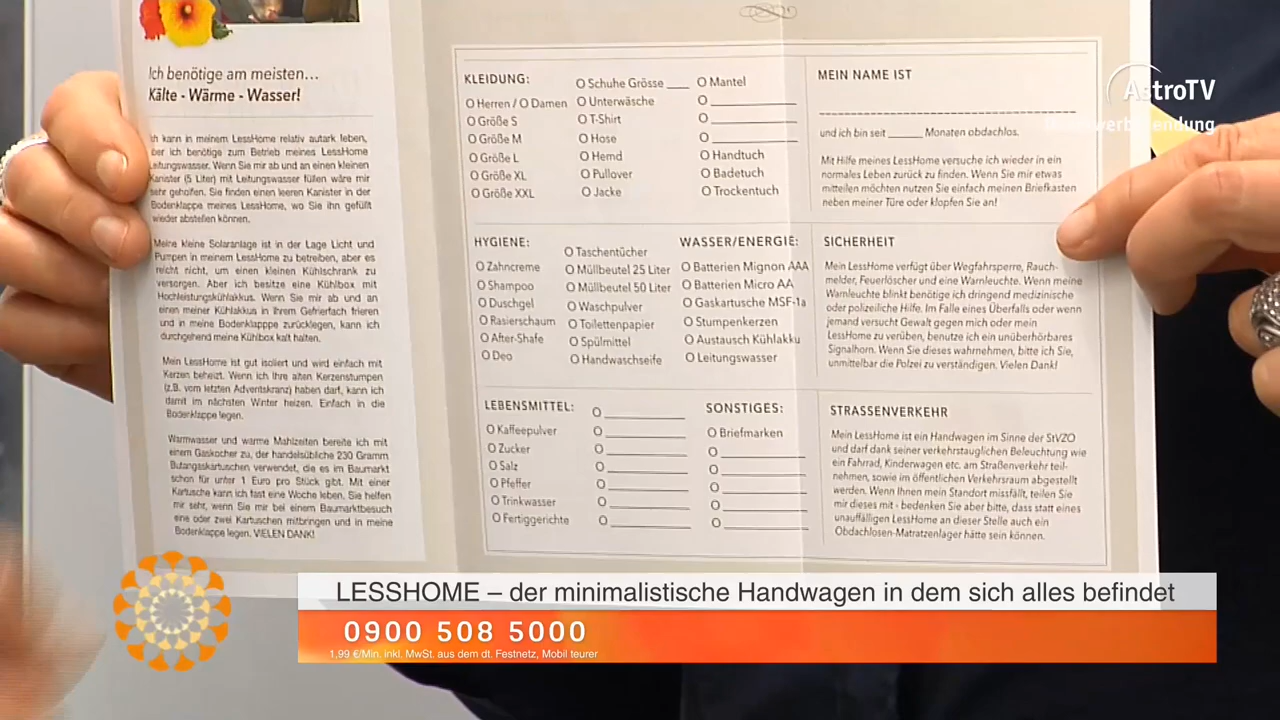 Ich benötige am meisten...
Kälte - Wärme - Wasser!
Ich kann in meinem LessHome relativ autark leben,
aber ich benötige zum Betrieb meines LessHome
Leitungswasser. Wenn Sie mir ab und an einen kleinen
Kanister (5 Liter) mit Leitungswasser füllen wäre mir
sehr geholfen. Sie finden einen leeren Kanister in der
Bodenklappe meines LessHome, wo Sie ihn gefüllt
wieder abstellen können.
Meine kleine Solaranlage ist in der Lage Licht und
Pumpen in meinem LessHome zu betreiben, aber es
reicht nicht, um einen kleinen Kühlschrank zu
versorgen. Aber ich besitze eine Kühlbox mit
Hochleistungskühlakkus. Wenn Sie mir ab und an
einen meiner Kühlakkus in Ihrem Gefrierfach frieren
und in meine Bodenklapppe zurücklegen, kann ich
durchgehend meine Kühlbox kalt halten.
Mein LessHome ist gut isoliert und wird einfach mit
Kerzen beheizt. Wenn ich Ihre alten Kerzenstumpen
(z.B. vom letzten Adventskranz) haben darf, kann ich
damit im nächsten Winter heizen. Einfach in die
Bodenklappe legen.
Warmwasser und warme Mahlzeiten bereite ich mit
einem Gaskocher zu, der handelsübliche 230 Gramm
Butangaskartuschen verwendet, die es im Baumarkt
schon für unter 1 Euro pro Stück gibt. Mit einer
Kartusche kann ich fast eine Woche leben. Sie helfen
mir sehr, wenn Sie mir bei einem Baumarktbesuch
eine oder zwei Kartuschen mitbringen und in meine
Bodenklappe legen. VIELEN DANK!
KLEIDUNG:
O Herren / O Damen
O Größe S
O Größe M
O Größe L
O Größe XL
O Größe XXL
O Schuhe Grösse ____
O Unterwäsche
O T-Shirt
O Hose
O Hemd
O Pullover
O Jacke
O Mantel
O ____________
O ____________
O ____________
O Handtuch
O Badetuch
O Trockentuch
MEIN NAME IST
und ich bin seit ______ Monaten obdachlos.
Mit Hilfe meines LessHome versuche ich wieder in ein
normales Leben zurück zu finden. Wenn Sie mir etwas
mitteilen möchten nutzen Sie einfach meinen Briefkasten
neben meiner Türe oder klopfen Sie an!
HYGIENE:
O Zahncreme
O Shampoo
O Duschgel
O Rasierschaum
O After-Shafe
O Deo
O Taschentücher
O Müllbeutel 25 Liter
O Müllbeutel 50 Liter
O Waschpulver
O Toilettenpapier
O Spülmittel
O Handwaschseife
WASSER/ENERGIE:
O Batterien Mignon AAA
O Batterien Micro AA
O Gaskartusche MSF-1a
O Stumpenkerzen
O Austausch Kühlakku
O Leitungswasser
SICHERHEIT
Mein LessHome verfügt über Wegfahrsperre, Rauch-
melder, Feuerlöscher und eine Warnleuchte. Wenn meine
Warnleuchte blinkt benötige ich dringend medizinische
oder polizeiliche Hilfe. Im Falle eines Überfalls oder wenn
jemand versucht Gewalt gegen mich oder mein
LessHome zu verüben, benutze ich ein unüberhörbares
Signalhorn. Wenn Sie dieses wahrnehmen, bitte ich Sie,
unmittelbar die Polzei zu verständigen. Vielen Dank!
LEBENSMITTEL:
O Kaffeepulver
O Zucker
O Salz
O Pfeffer
O Trinkwasser
O Fertiggerichte
O ____________
O ____________
O ____________
O ____________
O ____________
O ____________
O ____________
SONSTIGES:
O Briefmarken
O ____________
O ____________
O ____________
O ____________
O ____________
STRASSENVERKEHR
Mein LessHome ist ein Handwagen im Sinne der StVZO
und darf dank seiner verkehrstauglichen Beleuchtung wie
ein Fahrrad, Kinderwagen etc. am Straßenverkehr teil-
nehmen, sowie im öffentlichen Verkehrsraum abgestellt
werden. Wenn Ihnen mein Standort missfällt, teilen Sie
mir dieses mit - bedenken Sie aber bitte, dass statt eines
unauffälligen LessHome an dieser Stelle auch ein
Obdachlosen-Matratzenlager hätte sein können.
AstroTV
LESSHOME – der minimalistische Handwagen in dem sich alles befindet
0900 508 5000
1,99 €/Min. inkl. MwSt. aus dem dt. Festnetz, Mobil teurer